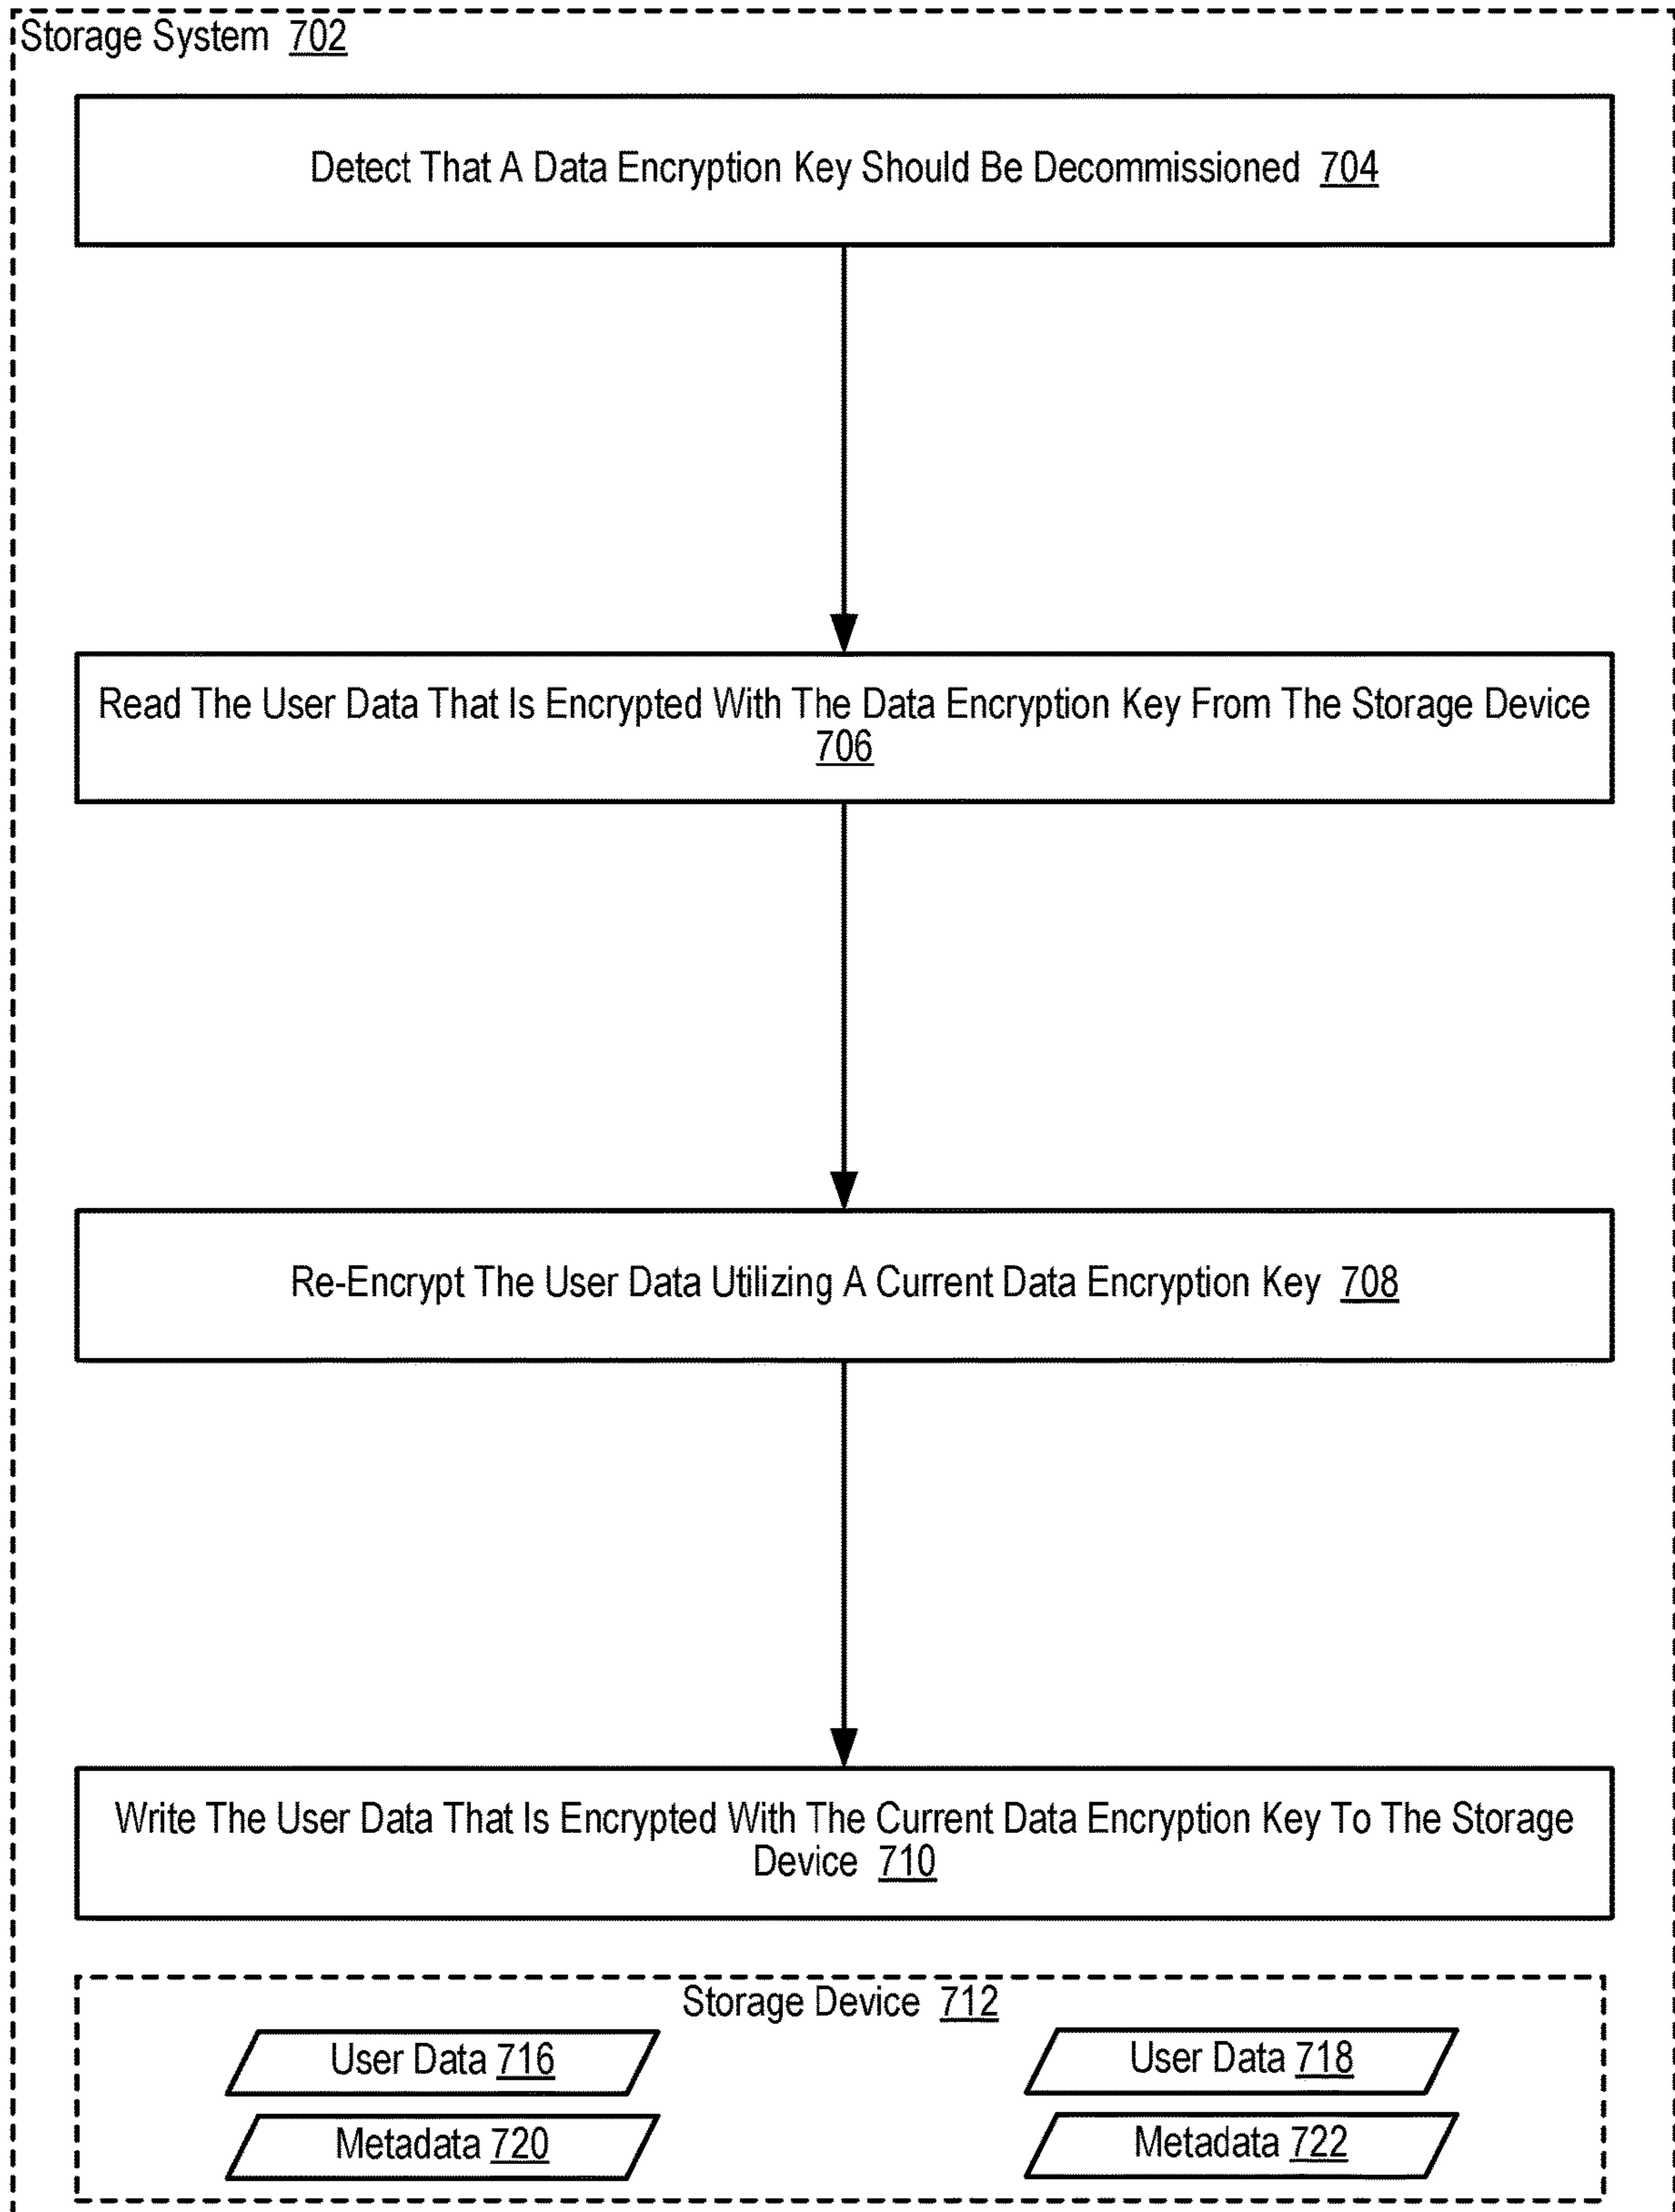 Storage System 702
Detect That A Data Encryption Key Should Be Decommissioned 704
Read The User Data That Is Encrypted With The Data Encryption Key From The Storage Device
706
Re-Encrypt The User Data Utilizing A Current Data Encryption Key 708
Write The User Data That Is Encrypted With The Current Data Encryption Key To The Storage
Device 710
Storage Device 712
User Data 716
User Data 718
Metadata 720
Metadata 722